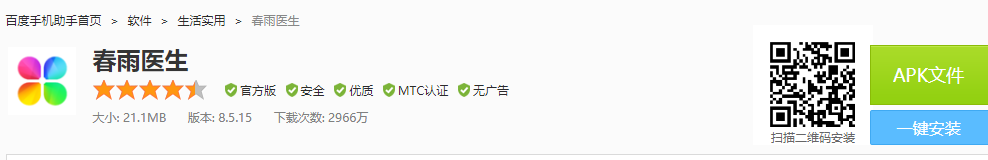 百度手机助手首页 > 软件 > 生活实用 > 春雨医生
春雨医生
官方版 安全 优质 MTC认证 无广告
大小: 21.1MB 版本: 8.5.15 下载次数: 2966万
扫描二维码安装
APK文件
一键安装